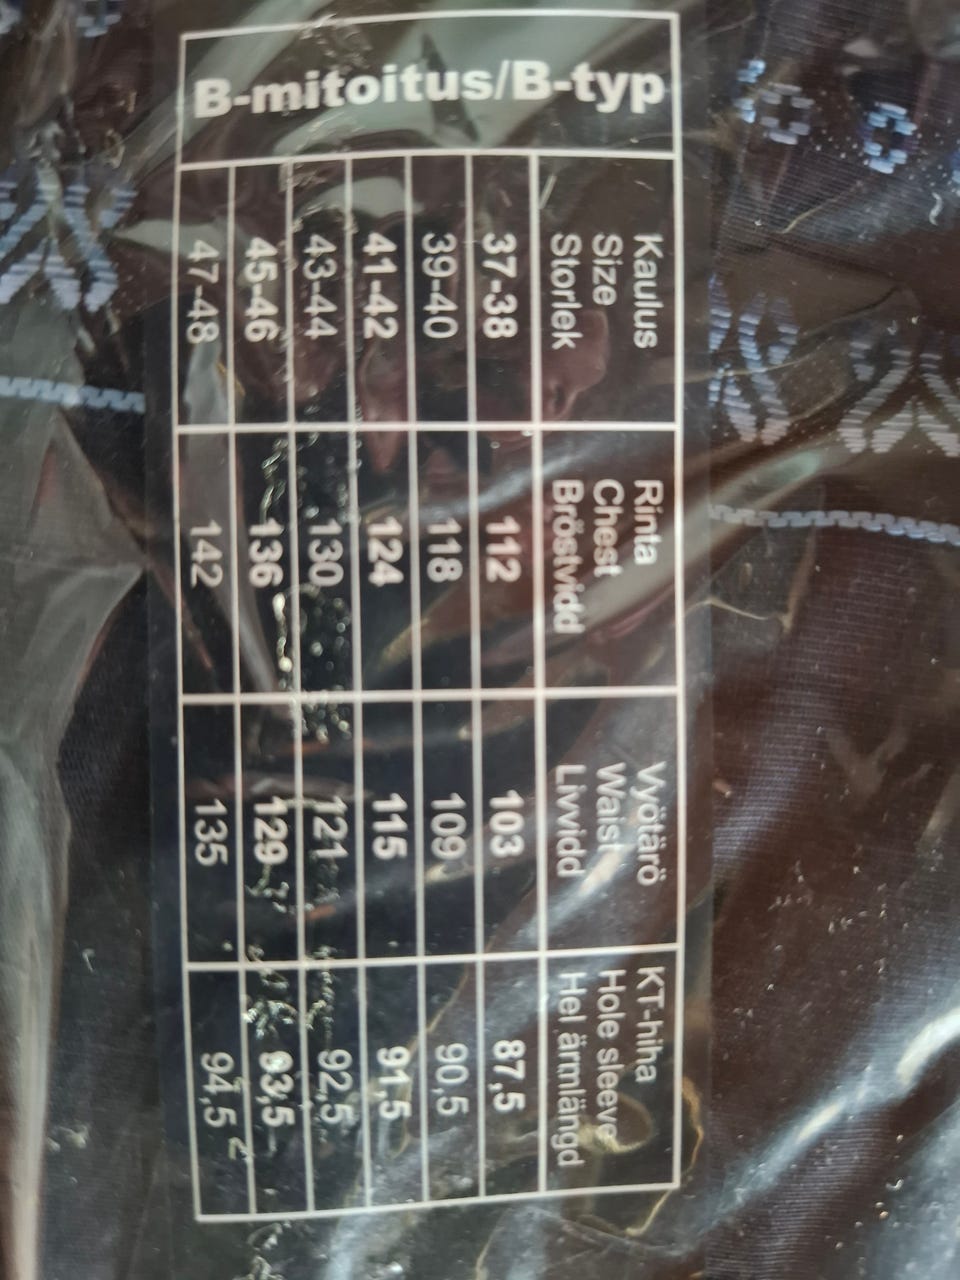 B-mitoitus/B-typ
Kaulus Rinta Vyötärö KT-hiha
Size Chest Waist Hole sleeve
Storlek Bröstvidd Livvidd Hel ärmlängd
37-38 112 103 87,5
39-40 118 109 90,5
41-42 124 115 91,5
43-44 130 121 92,5
45-46 136 129 93,5
47-48 142 135 94,5